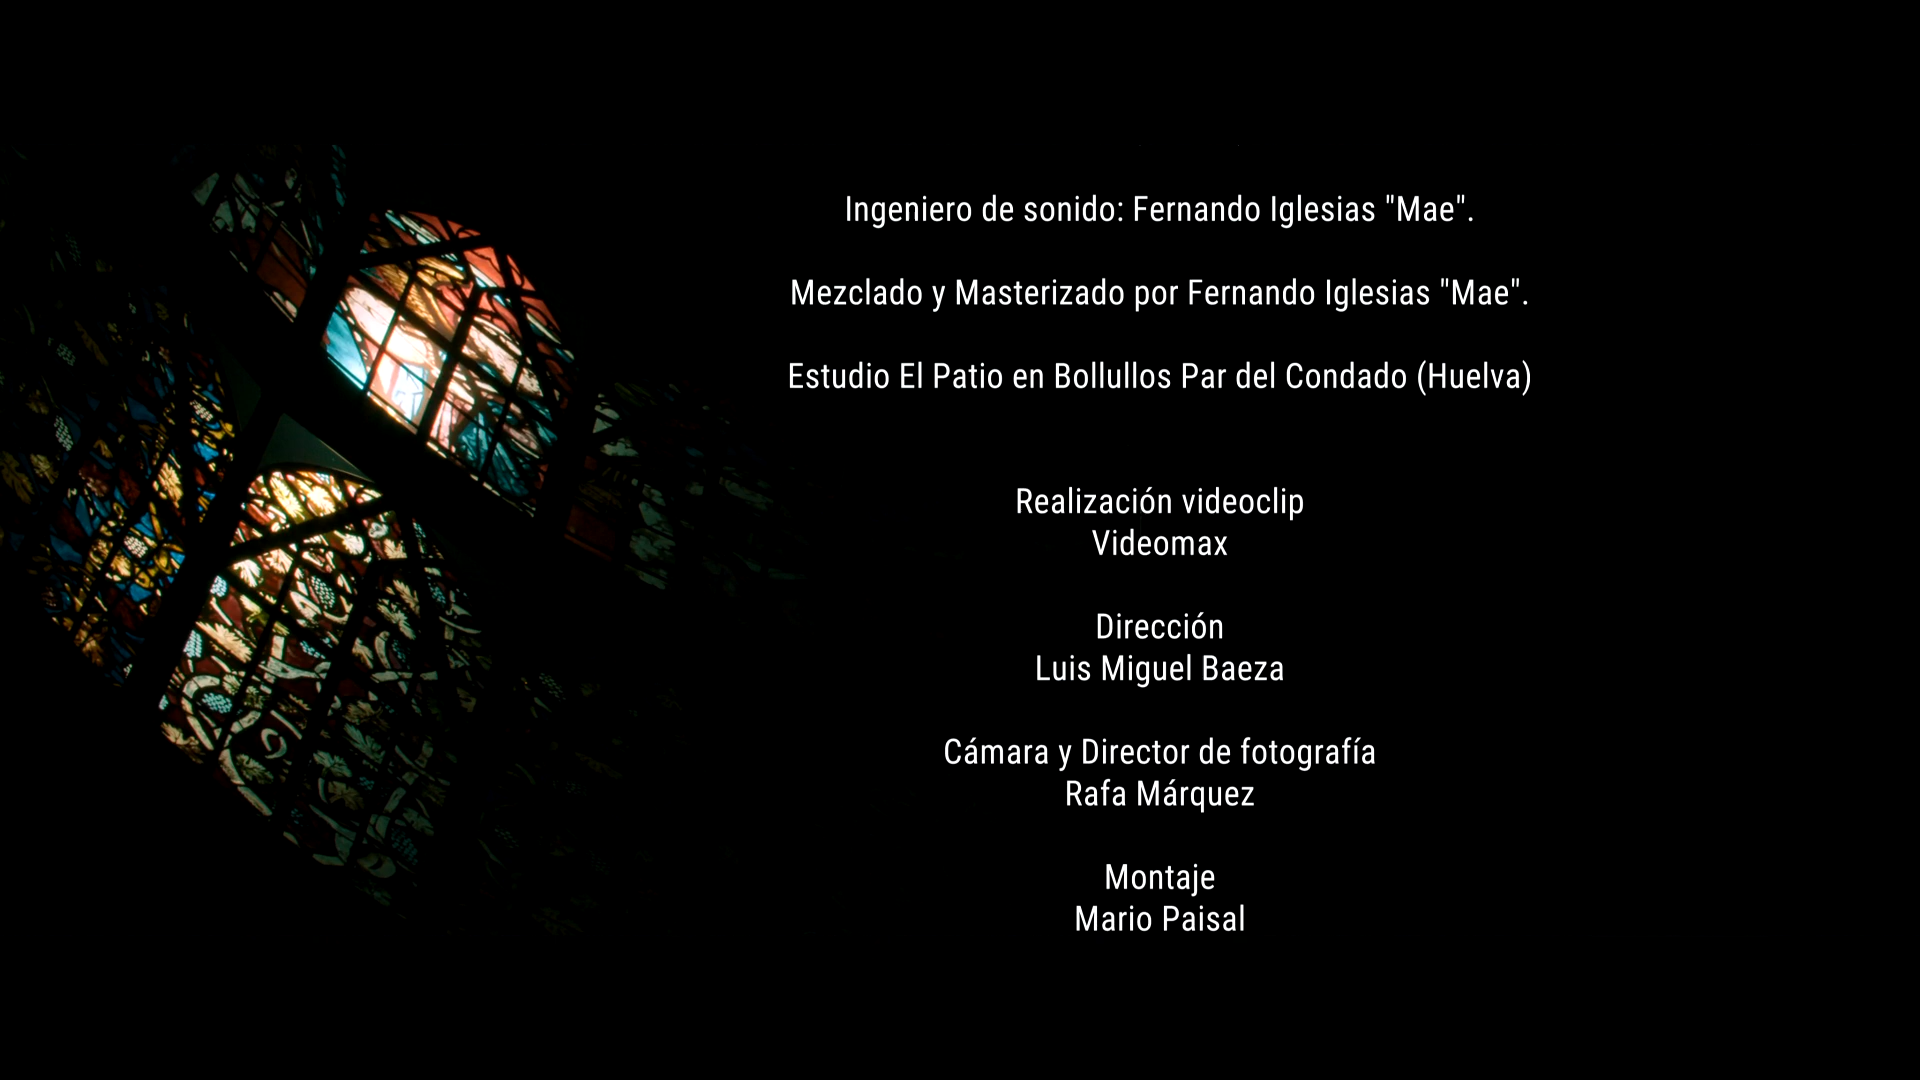 Ingeniero de sonido: Fernando Iglesias "Mae".
Mezclado y Masterizado por Fernando Iglesias "Mae".
Estudio El Patio en Bollullos Par del Condado (Huelva)
Realización videoclip
Videomax
Dirección
Luis Miguel Baeza
Cámara y Director de fotografía
Rafa Márquez
Montaje
Mario Paisal